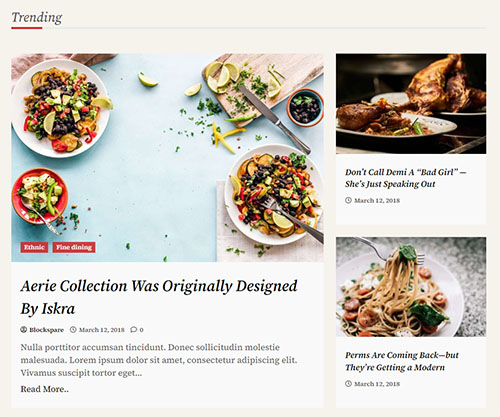 Trending
Ethnic Fine dining
Aerie Collection Was Originally Designed
By Iskra
Blockspare March 12, 2018 0
Nulla porttitor accumsan tincidunt. Donec sollicitudin molestie
malesuada. Lorem ipsum dolor sit amet, consectetur adipiscing elit.
Vivamus suscipit tortor eget...
Read More..
Don't Call Demi A “Bad Girl” —
She's Just Speaking Out
March 12, 2018
Perms Are Coming Back—but
They're Getting a Modern
March 12, 2018